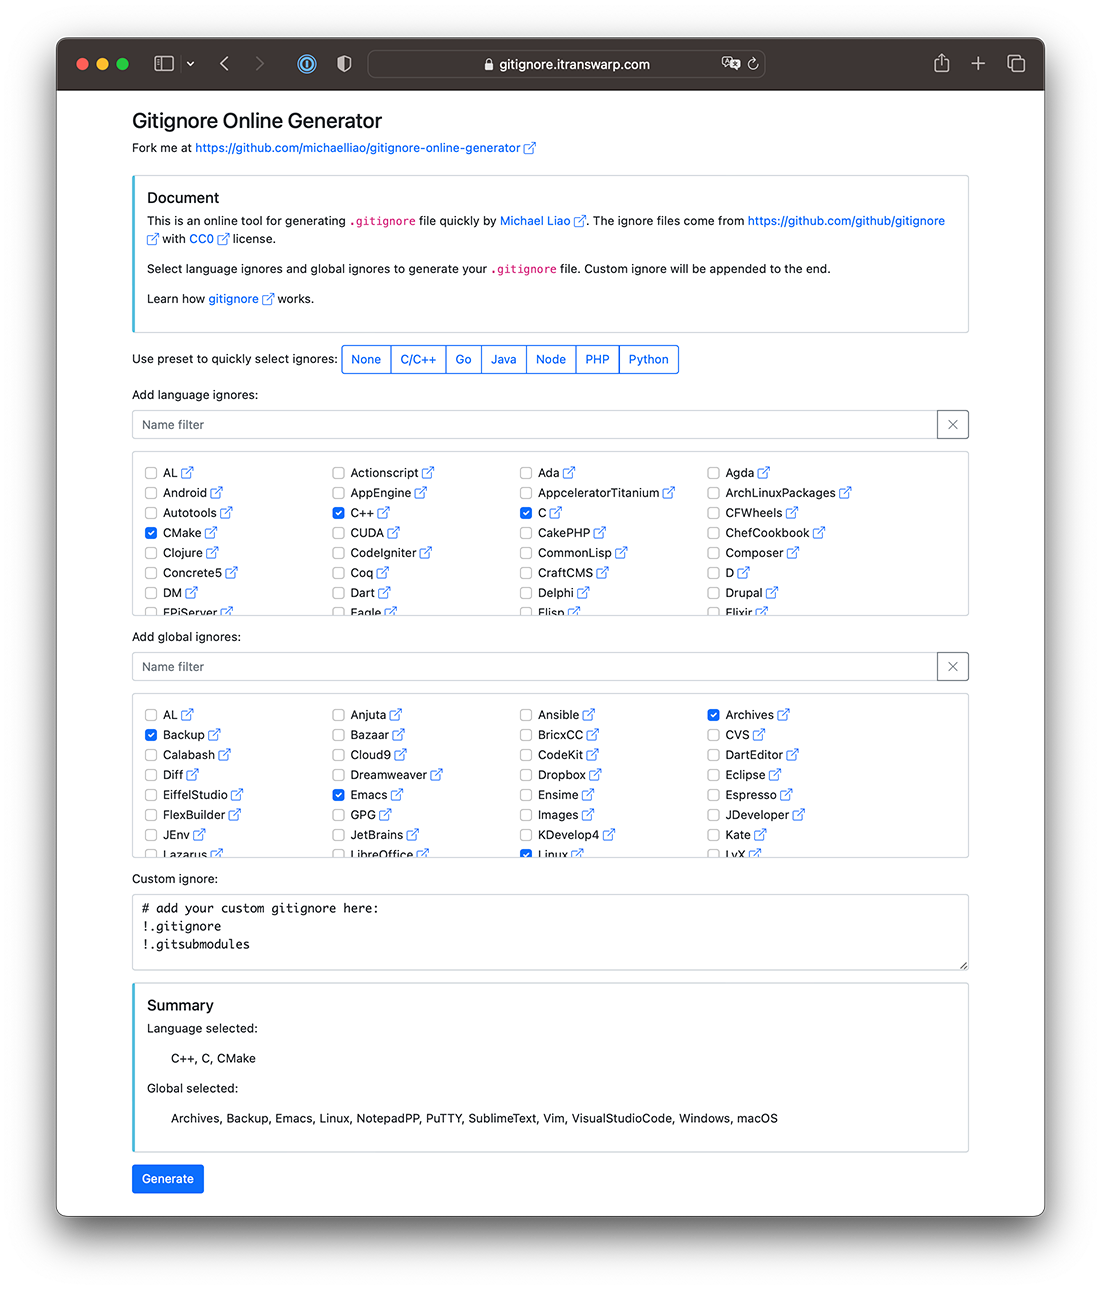 gitignore.itranswarp.com
Gitignore Online Generator
Fork me at https://github.com/michaelliao/gitignore-online-generator
Document
This is an online tool for generating .gitignore file quickly by Michael Liao. The ignore files come from https://github.com/github/gitignore
with CC0 license.
Select language ignores and global ignores to generate your .gitignore file. Custom ignore will be appended to the end.
Learn how gitignore works.
Use preset to quickly select ignores: None C/C++ Go Java Node PHP Python
Add language ignores:
Name filter
AL Actionscript Ada Agda
Android AppEngine AppceleratorTitanium ArchLinuxPackages
Autotools C++ C CFWheels
CMake CUDA CakePHP ChefCookbook
Clojure CodeIgniter CommonLisp Composer
Concrete5 Coq CraftCMS D
DM Dart Delphi Drupal
EPiServer Eagle Elisp Elixir
Add global ignores:
Name filter
AL Anjuta Ansible Archives
Backup Bazaar BricxCC CVS
Calabash Cloud9 CodeKit DartEditor
Diff Dreamweaver Dropbox Eclipse
EiffelStudio Emacs Ensime Espresso
FlexBuilder GPG Images JDeveloper
JEnv JetBrains KDevelop4 Kate
Lazarus LibreOffice Linux LyX
Custom ignore:
# add your custom gitignore here:
!.gitignore
!.gitsubmodules
Summary
Language selected:
C++, C, CMake
Global selected:
Archives, Backup, Emacs, Linux, NotepadPP, PuTTY, SublimeText, Vim, VisualStudioCode, Windows, macOS
Generate